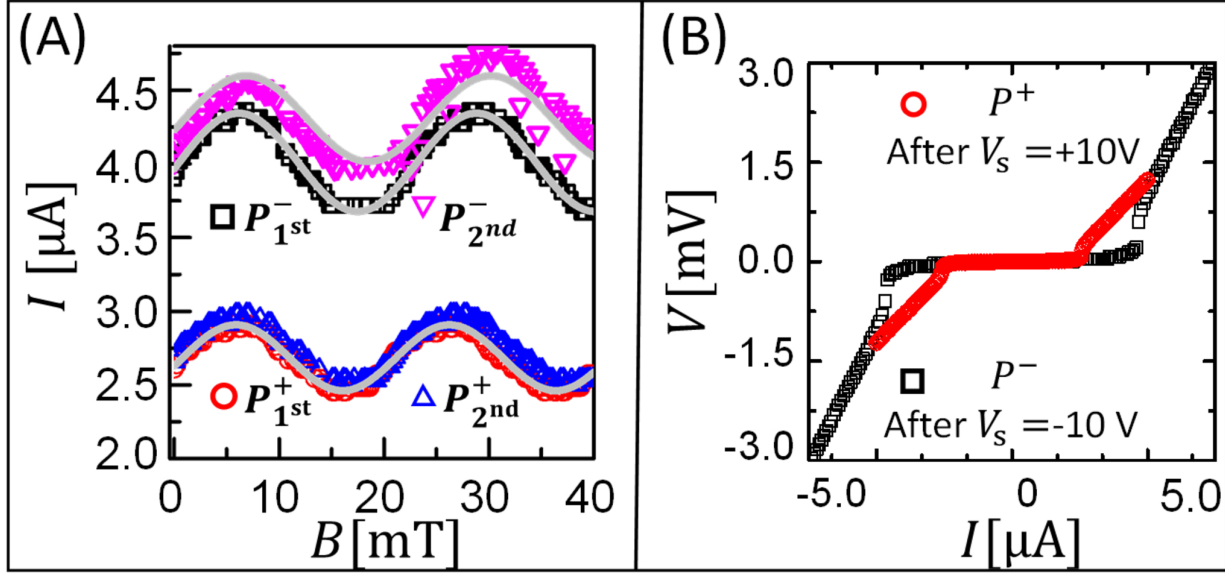 (A)
I [μA]
4.5
4.0
3.5
3.0
2.5
2.0
P⁻1st P⁻2nd
P⁺1st P⁺2nd
0 10 20 30 40
B[mT]
(B)
V [mV]
3.0
1.5
0.0
-1.5
-3.0
P⁺
After Vs =+10V
P⁻
After Vs =-10 V
-5.0 0 5.0
I [μA]